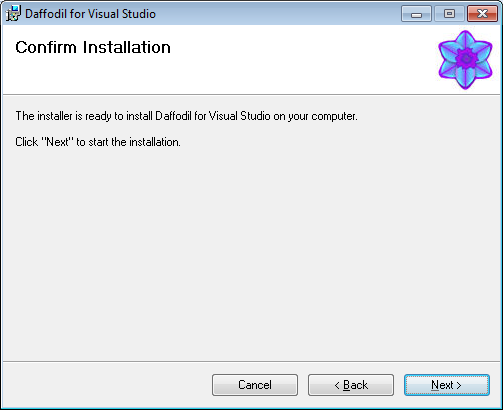 Daffodil for Visual Studio
Confirm Installation
The installer is ready to install Daffodil for Visual Studio on your computer.
Click "Next" to start the installation.
Cancel
< Back
Next >